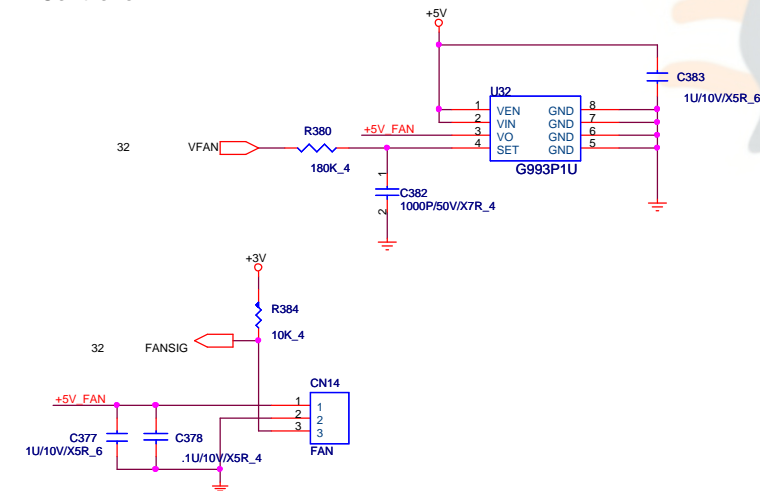 +5V
C383
1U/10V/X5R_6
U32
1 VEN GND 8
2 VIN GND 7
3 VO GND 6
4 SET GND 5
G993P1U
+5V_FAN
R380
32 VFAN
180K_4
1
C382
1000P/50V/X7R_4
2
+3V
R384
10K_4
32 FANSIG
CN14
+5V_FAN
1 1
2 2
3 3
FAN
C377
1U/10V/X5R_6
C378
.1U/10V/X5R_4